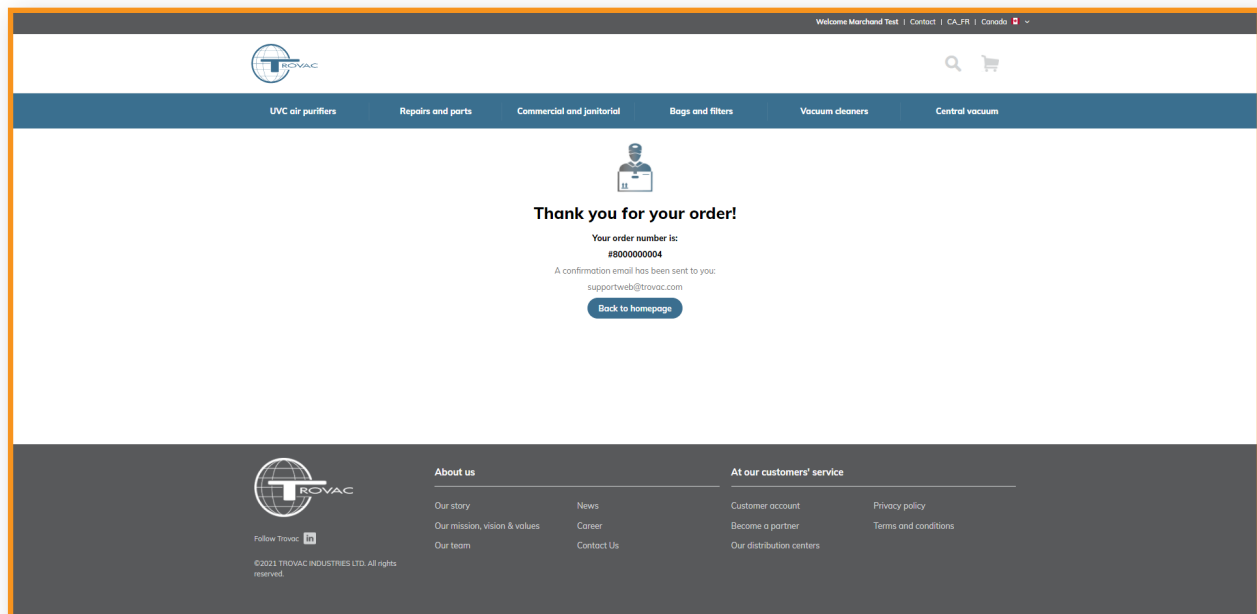 Welcome Marchand Test | Contact | CA_FR | Canada
TROVAC
UVC air purifiers Repairs and parts Commercial and janitorial Bags and filters Vacuum cleaners Central vacuum
Thank you for your order!
Your order number is:
#8000000004
A confirmation email has been sent to you:
supportweb@trovac.com
Back to homepage
TROVAC
Follow Trovac in
©2021 TROVAC INDUSTRIES LTD. All rights
reserved.
About us
Our story
Our mission, vision & values
Our team
News
Career
Contact Us
At our customers' service
Customer account
Become a partner
Our distribution centers
Privacy policy
Terms and conditions